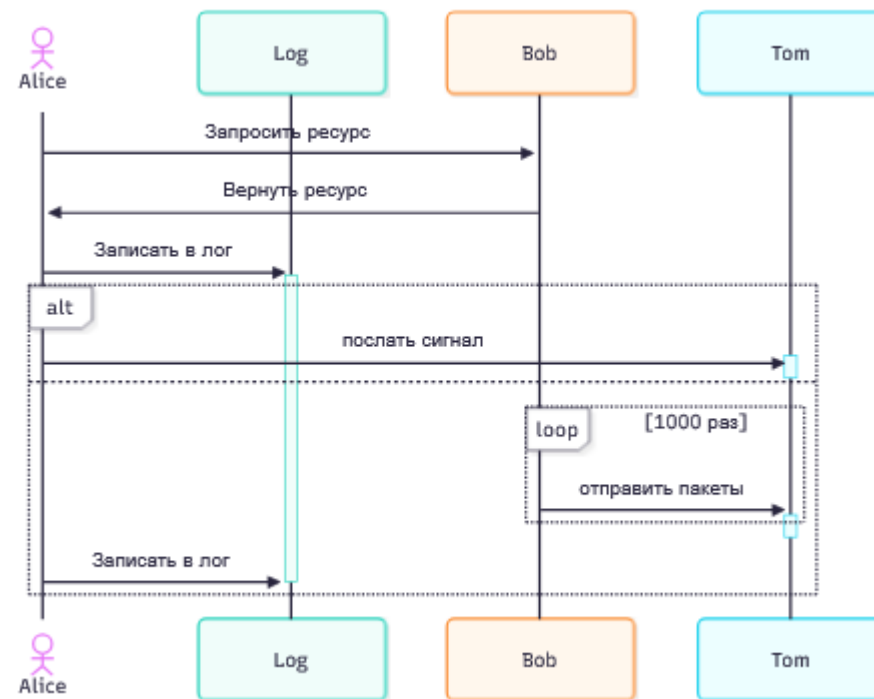 Alice
Log
Bob
Tom
Запросить ресурс
Вернуть ресурс
Записать в лог
alt
послать сигнал
loop
[1000 раз]
отправить пакеты
Записать в лог
Alice
Log
Bob
Tom